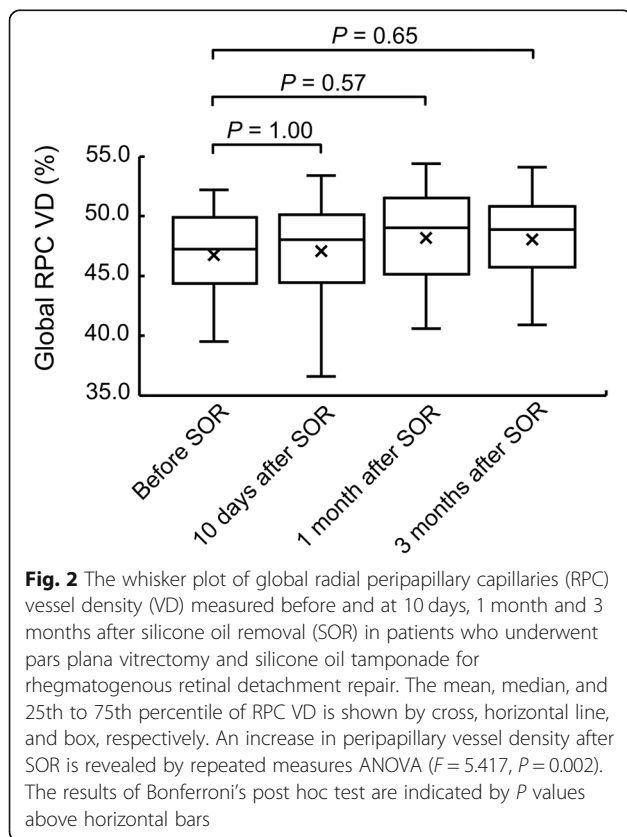 P = 0.65
P = 0.57
P = 1.00
Global RPC VD (%)
55.0
50.0
45.0
40.0
35.0
Before SOR
10 days after SOR
1 month after SOR
3 months after SOR
Fig. 2 The whisker plot of global radial peripapillary capillaries (RPC)
vessel density (VD) measured before and at 10 days, 1 month and 3
months after silicone oil removal (SOR) in patients who underwent
pars plana vitrectomy and silicone oil tamponade for
rhegmatogenous retinal detachment repair. The mean, median, and
25th to 75th percentile of RPC VD is shown by cross, horizontal line,
and box, respectively. An increase in peripapillary vessel density after
SOR is revealed by repeated measures ANOVA (F = 5.417, P = 0.002).
The results of Bonferroni's post hoc test are indicated by P values
above horizontal bars